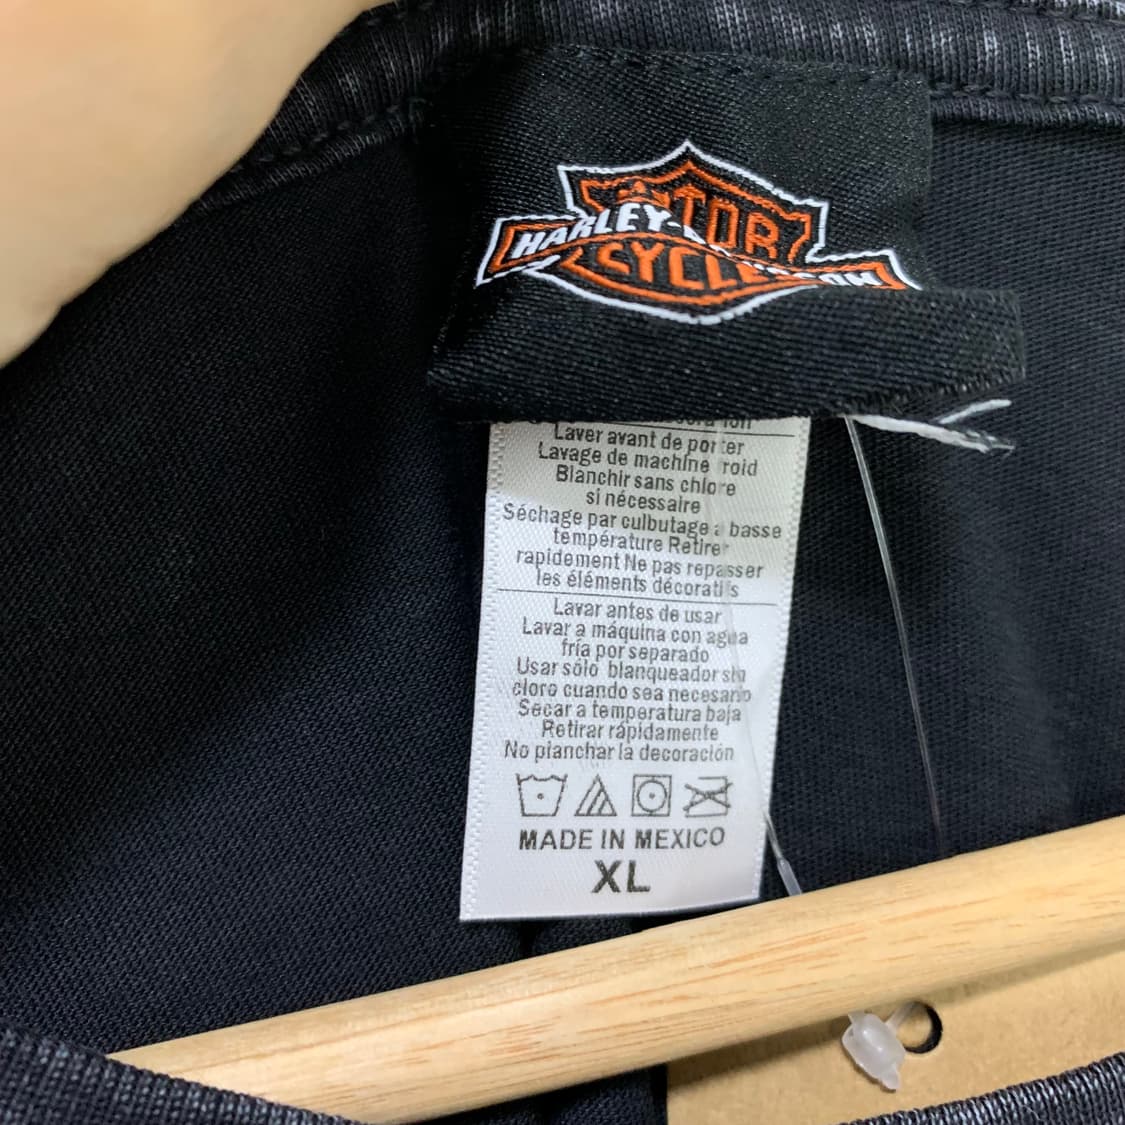 MOTOR
HARLEY-DAVIDSON
CYCLES
Laver avant de porter
Lavage de machine roid
Blanchir sans chlore
si nécessaire
Séchage par culbutage à basse
température Retirer
rapidement Ne pas repasser
les éléments décoratifs
Lavar antes de usar
Lavar a máquina con agua
fría por separado
Usar sólo blanqueador sin
cloro cuando sea necesario
Secar a temperatura baja
Retirar rápidamente
No pianchar la decoración
MADE IN MEXICO
XL